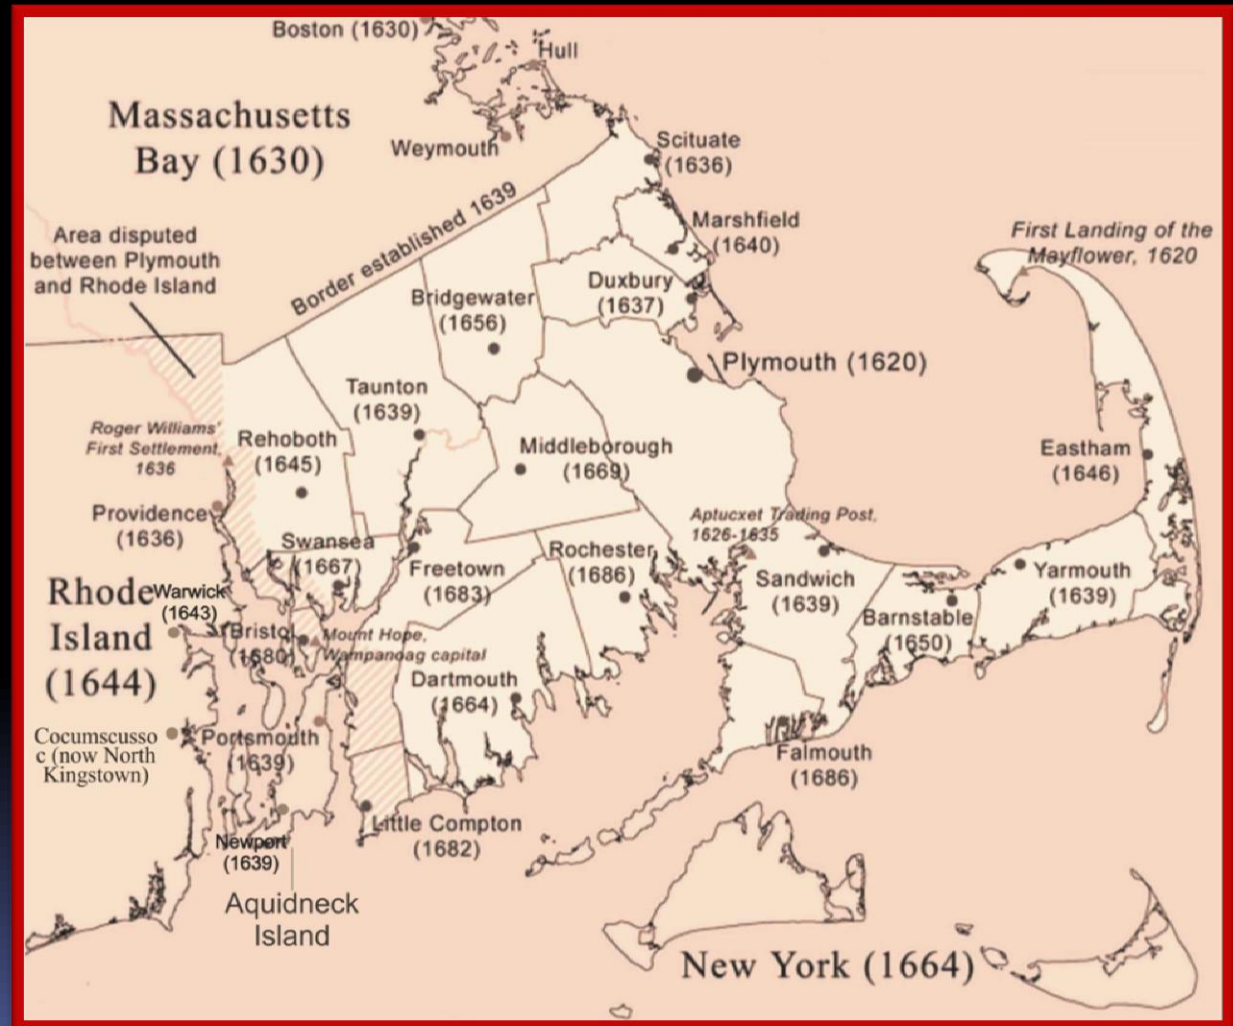 Boston (1630)
Hull
Massachusetts
Bay (1630)
Weymouth
Scituate
(1636)
Border established 1639
Marshfield
(1640)
Area disputed
between Plymouth
and Rhode Island
First Landing of the
Mayflower, 1620
Duxbury
(1637)
Bridgewater
(1656)
Plymouth (1620)
Taunton
(1639)
Roger Williams'
First Settlement,
1636
Rehoboth
(1645)
Middleborough
(1669)
Eastham
(1646)
Providence
(1636)
Aptucxet Trading Post,
1626-1635
Swansea
(1667)
Freetown
(1683)
Rochester
(1686)
Sandwich
(1639)
Yarmouth
(1639)
Rhode
Island
(1644)
Warwick
(1643)
Barnstable
(1650)
Bristol
(1680)
Mount Hope,
Wampanoag capital
Dartmouth
(1664)
Cocumscusso
c (now North
Kingstown)
Portsmouth
(1639)
Falmouth
(1686)
Little Compton
(1682)
Newport
(1639)
Aquidneck
Island
New York (1664)